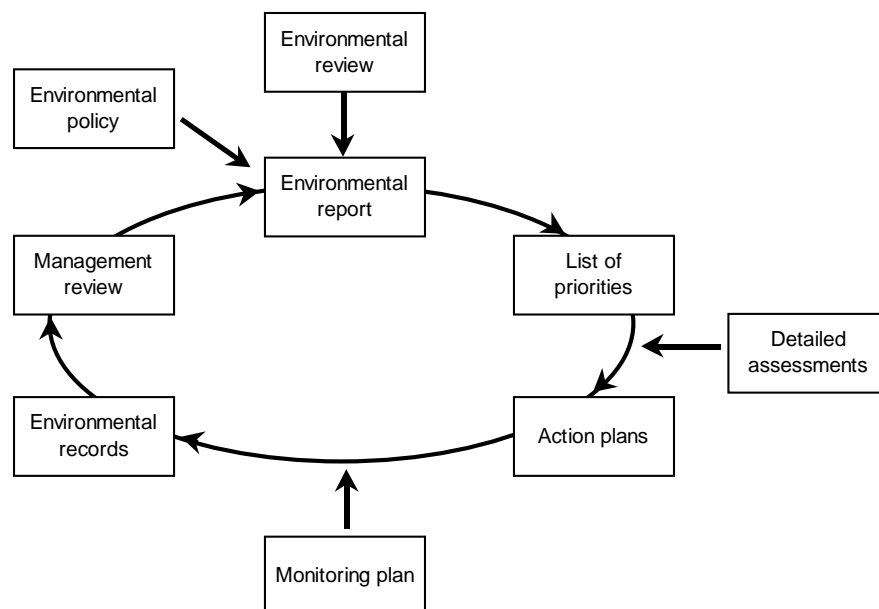 Environmental
review
Environmental
policy
Environmental
report
Management
review
List of
priorities
Detailed
assessments
Environmental
records
Action plans
Monitoring plan